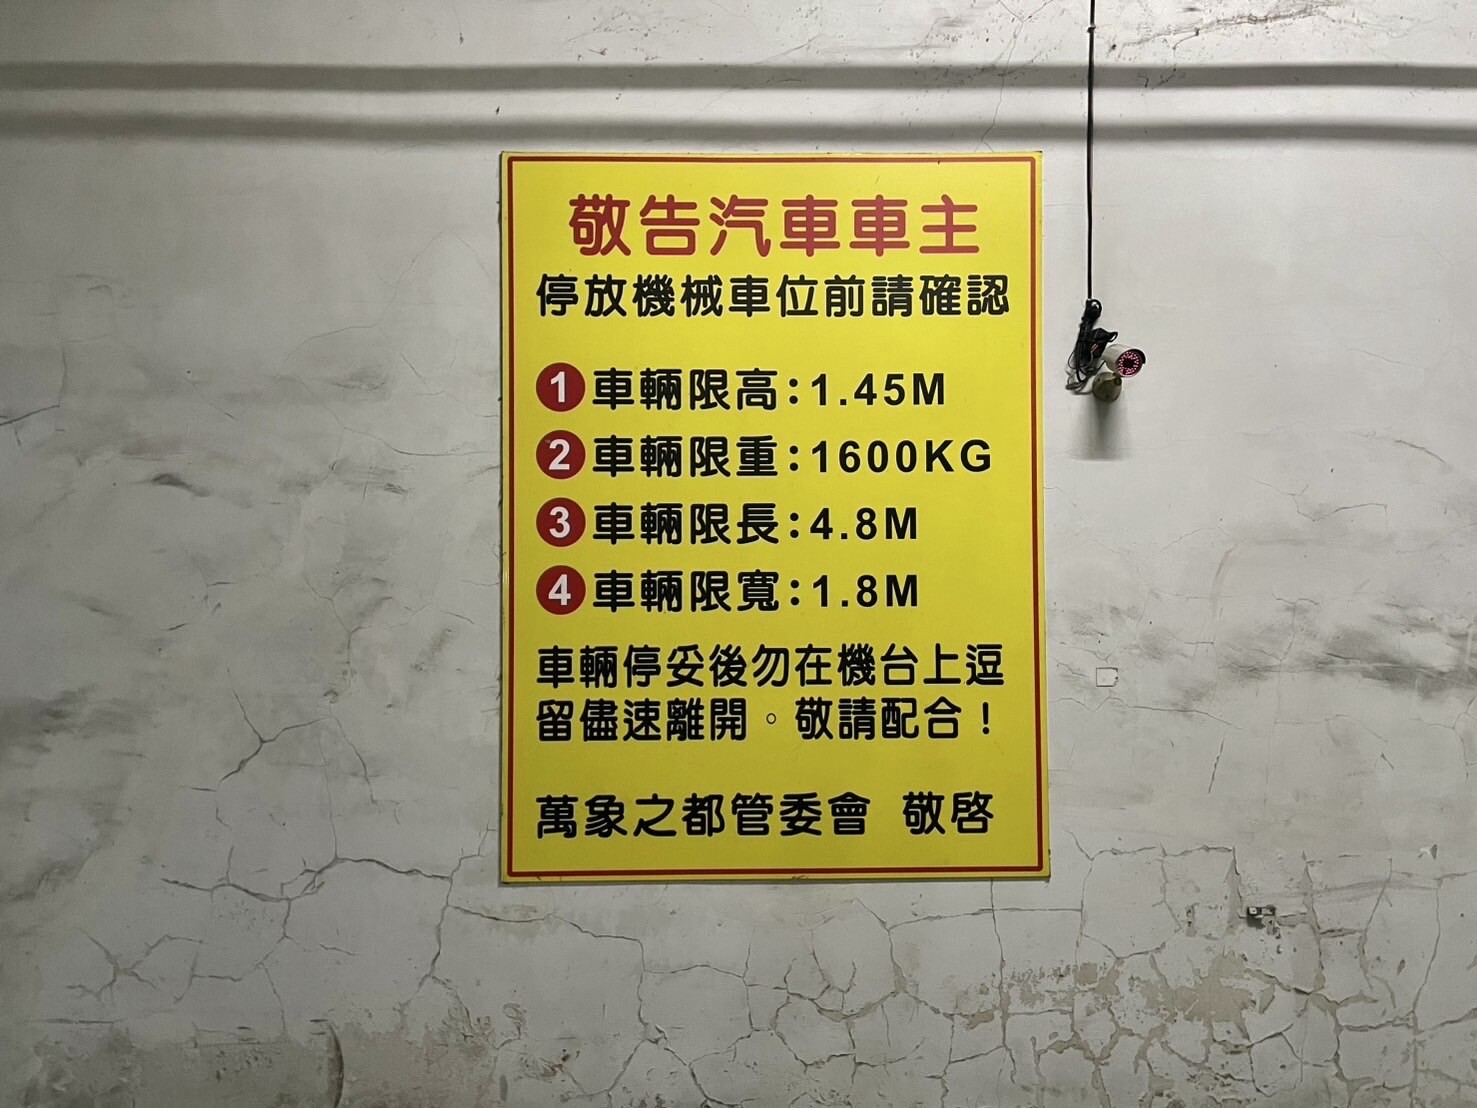 敬告汽車車主
停放機械車位前請確認
1 車輛限高：1.45M
2 車輛限重：1600KG
3 車輛限長：4.8M
4 車輛限寬：1.8M
車輛停妥後勿在機台上逗
留儘速離開。敬請配合！
萬象之都管委會 敬啓